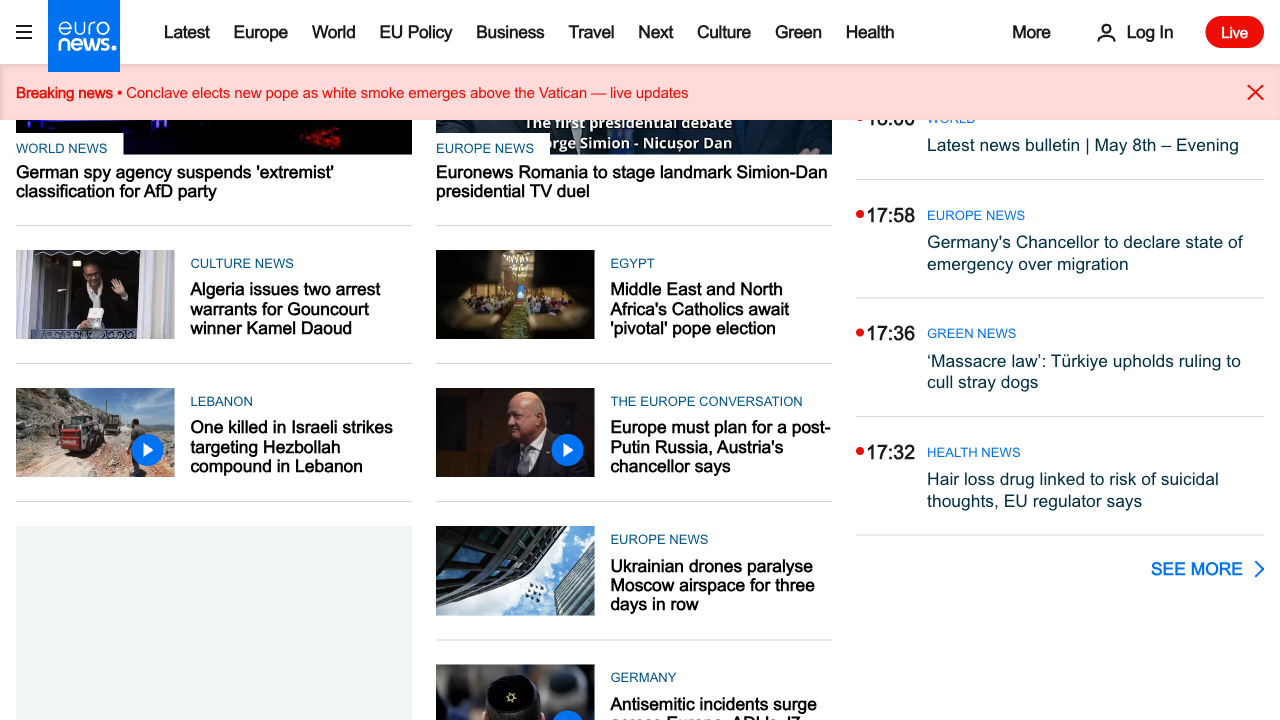 euro
news.
Latest Europe World EU Policy Business Travel Next Culture Green Health More Log In Live
Breaking news • Conclave elects new pope as white smoke emerges above the Vatican — live updates
WORLD NEWS
German spy agency suspends 'extremist'
classification for AfD party
CULTURE NEWS
Algeria issues two arrest
warrants for Gouncourt
winner Kamel Daoud
LEBANON
One killed in Israeli strikes
targeting Hezbollah
compound in Lebanon
The first presidential debate
Simion - Nicușor Dan
EUROPE NEWS
Euronews Romania to stage landmark Simion-Dan
presidential TV duel
EGYPT
Middle East and North
Africa's Catholics await
'pivotal' pope election
THE EUROPE CONVERSATION
Europe must plan for a post-
Putin Russia, Austria's
chancellor says
EUROPE NEWS
Ukrainian drones paralyse
Moscow airspace for three
days in row
GERMANY
Antisemitic incidents surge
WORLD
Latest news bulletin | May 8th – Evening
17:58 EUROPE NEWS
Germany's Chancellor to declare state of
emergency over migration
17:36 GREEN NEWS
‘Massacre law’: Türkiye upholds ruling to
cull stray dogs
17:32 HEALTH NEWS
Hair loss drug linked to risk of suicidal
thoughts, EU regulator says
SEE MORE